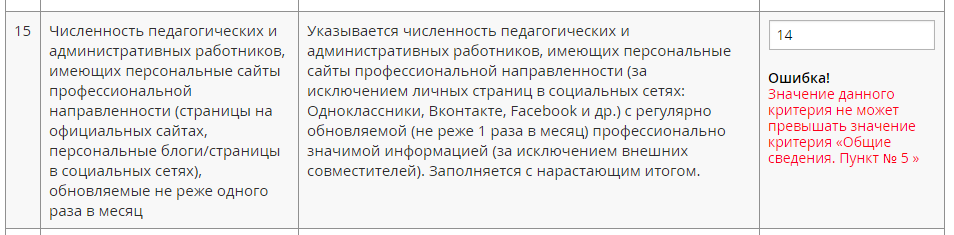 15
Численность педагогических и
административных работников,
имеющих персональные сайты
профессиональной
направленности (страницы на
официальных сайтах,
персональные блоги/страницы
в социальных сетях),
обновляемые не реже одного
раза в месяц
Указывается численность педагогических и
административных работников, имеющих персональные
сайты профессиональной направленности (за
исключением личных страниц в социальных сетях:
Одноклассники, Вконтакте, Facebook и др.) с регулярно
обновляемой (не реже 1 раза в месяц) профессионально
значимой информацией (за исключением внешних
совместителей). Заполняется с нарастающим итогом.
14
Ошибка!
Значение данного
критерия не может
превышать значение
критерия «Общие
сведения. Пункт № 5 »